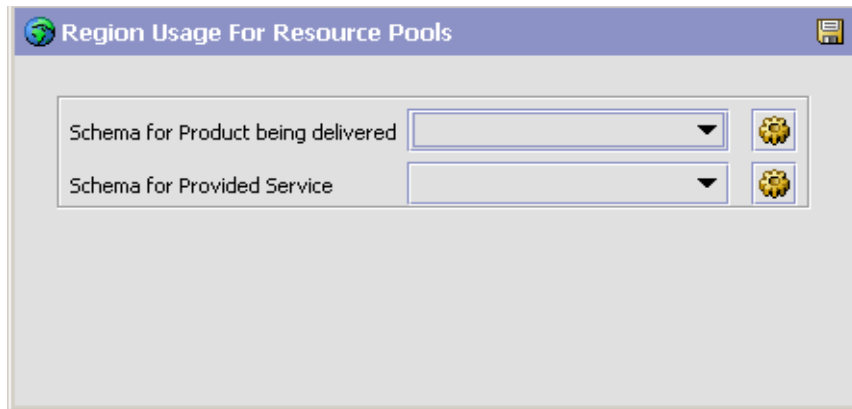 Region Usage For Resource Pools
Schema for Product being delivered
Schema for Provided Service